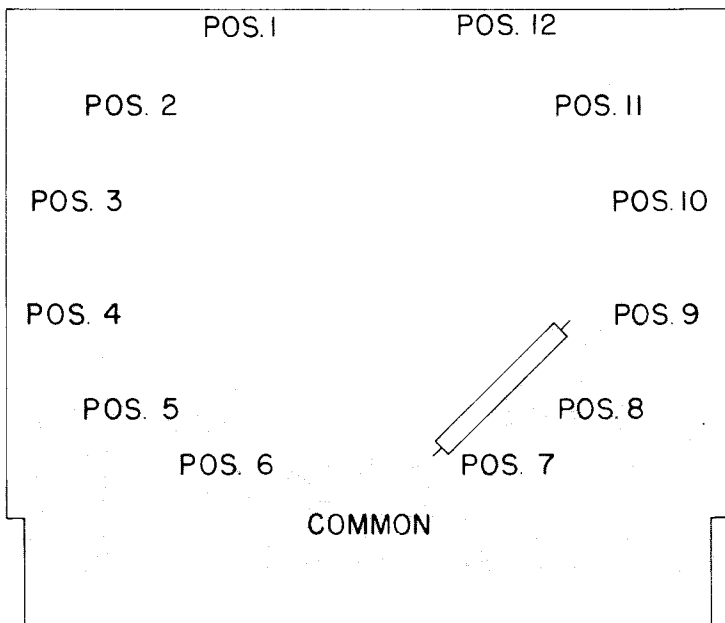 POS. 1 POS. 12
POS. 2 POS. 11
POS. 3 POS. 10
POS. 4 POS. 9
POS. 5 POS. 8
POS. 6 POS. 7
COMMON